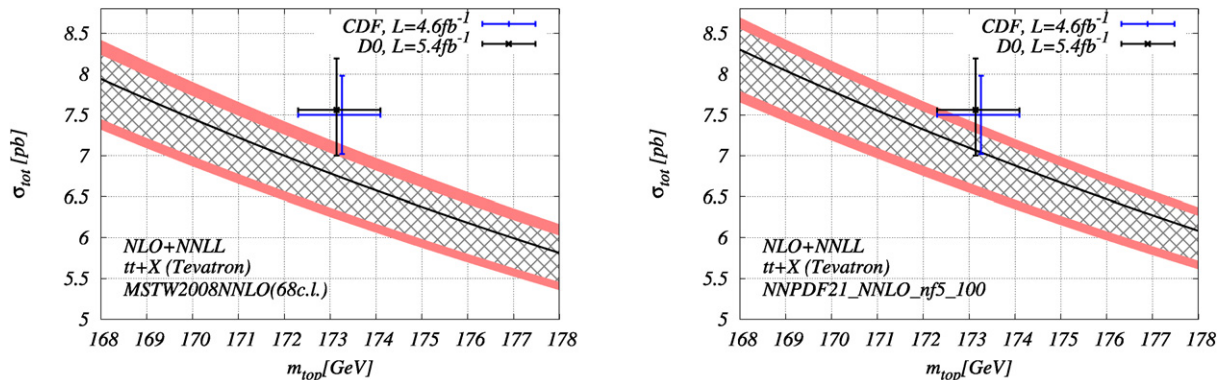 8.5
8
7.5
7
6.5
6
5.5
5
σtot [pb]
CDF, L=4.6fb-1
D0, L=5.4fb-1
NLO+NNLL
tt+X (Tevatron)
MSTW2008NNLO(68c.l.)
168 169 170 171 172 173 174 175 176 177 178
mtop[GeV]
8.5
8
7.5
7
6.5
6
5.5
5
σtot [pb]
CDF, L=4.6fb-1
D0, L=5.4fb-1
NLO+NNLL
tt+X (Tevatron)
NNPDF21_NNLO_nf5_100
168 169 170 171 172 173 174 175 176 177 178
mtop[GeV]